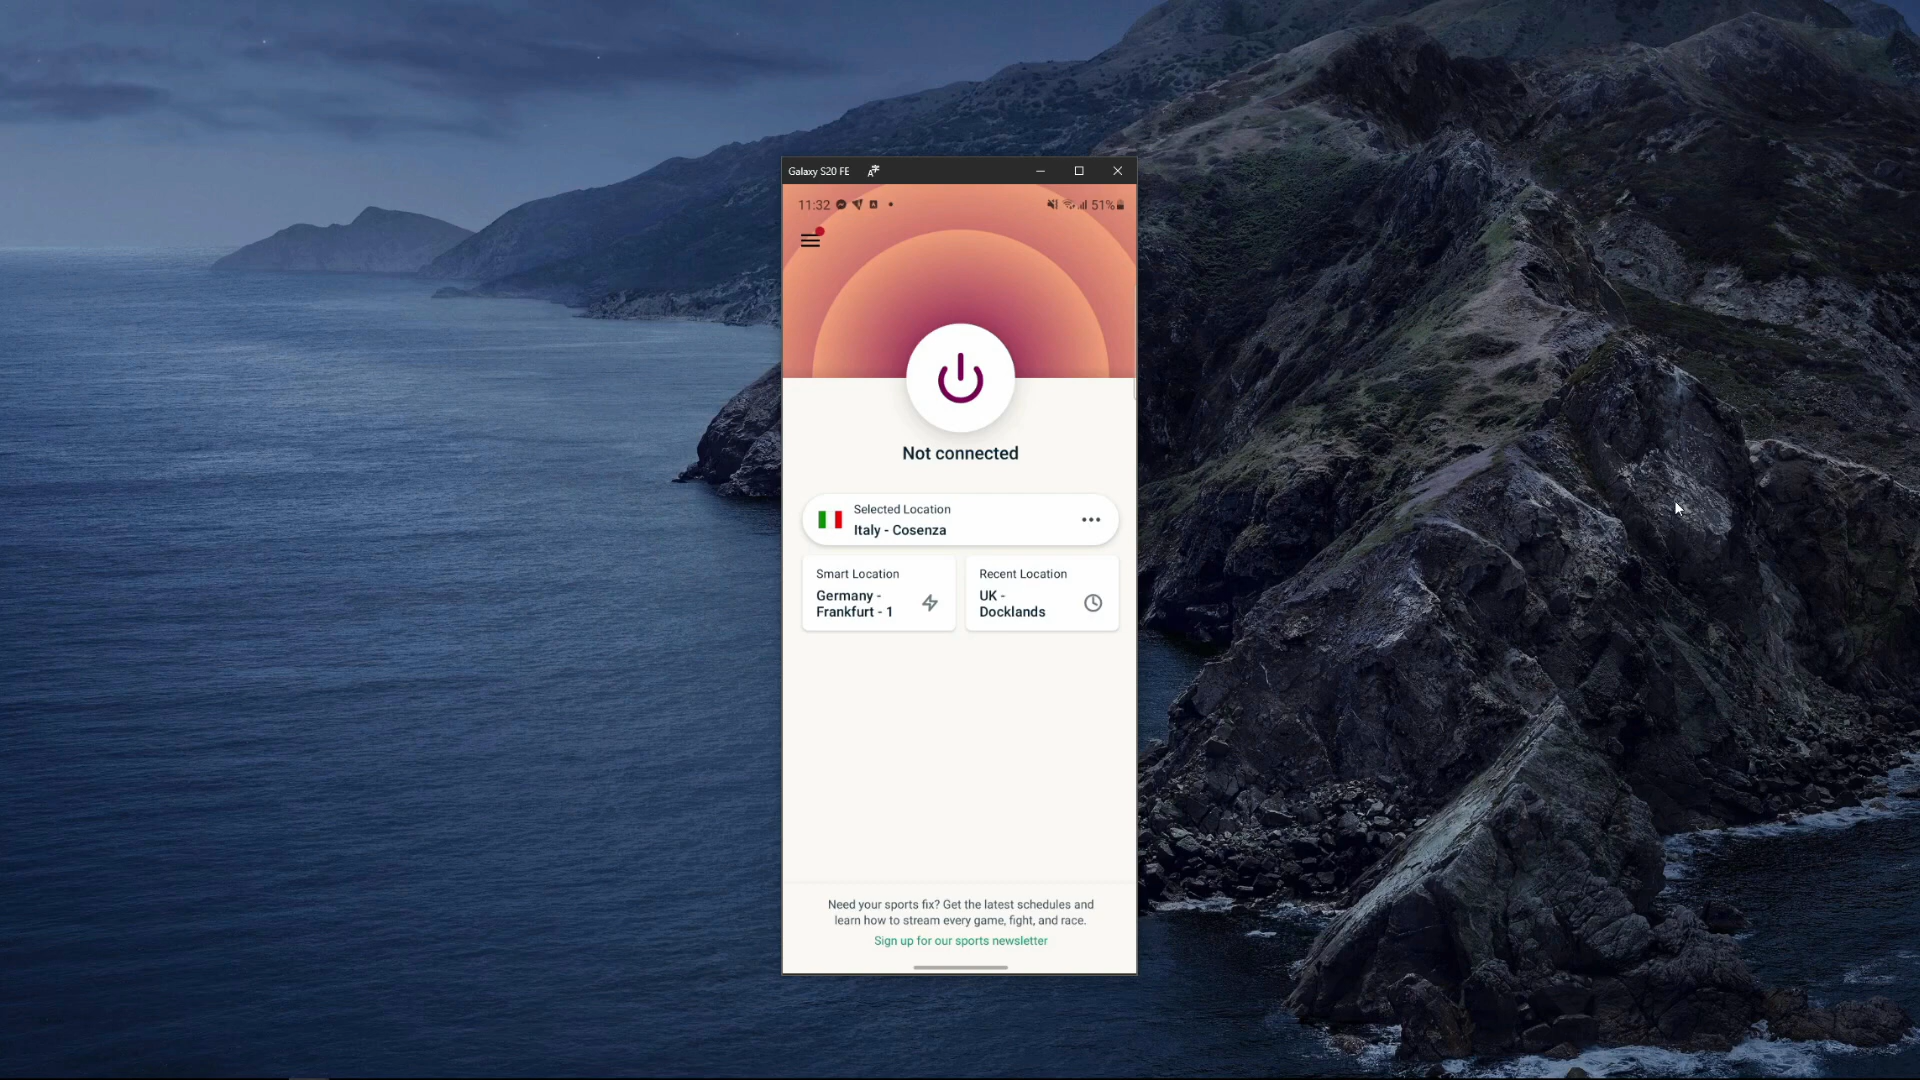 Galaxy S20 FE
11:32
51%
Not connected
Selected Location
Italy - Cosenza
Smart Location
Germany -
Frankfurt - 1
Recent Location
UK -
Docklands
Need your sports fix? Get the latest schedules and
learn how to stream every game, fight, and race.
Sign up for our sports newsletter